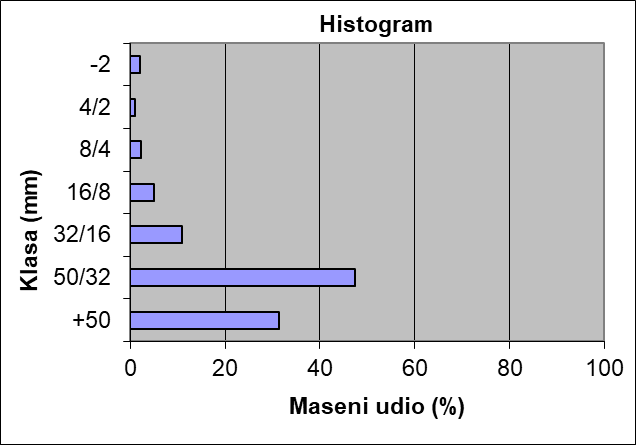 Histogram
-2
4/2
8/4
16/8
32/16
50/32
+50
Klasa (mm)
0 20 40 60 80 100
Maseni udio (%)